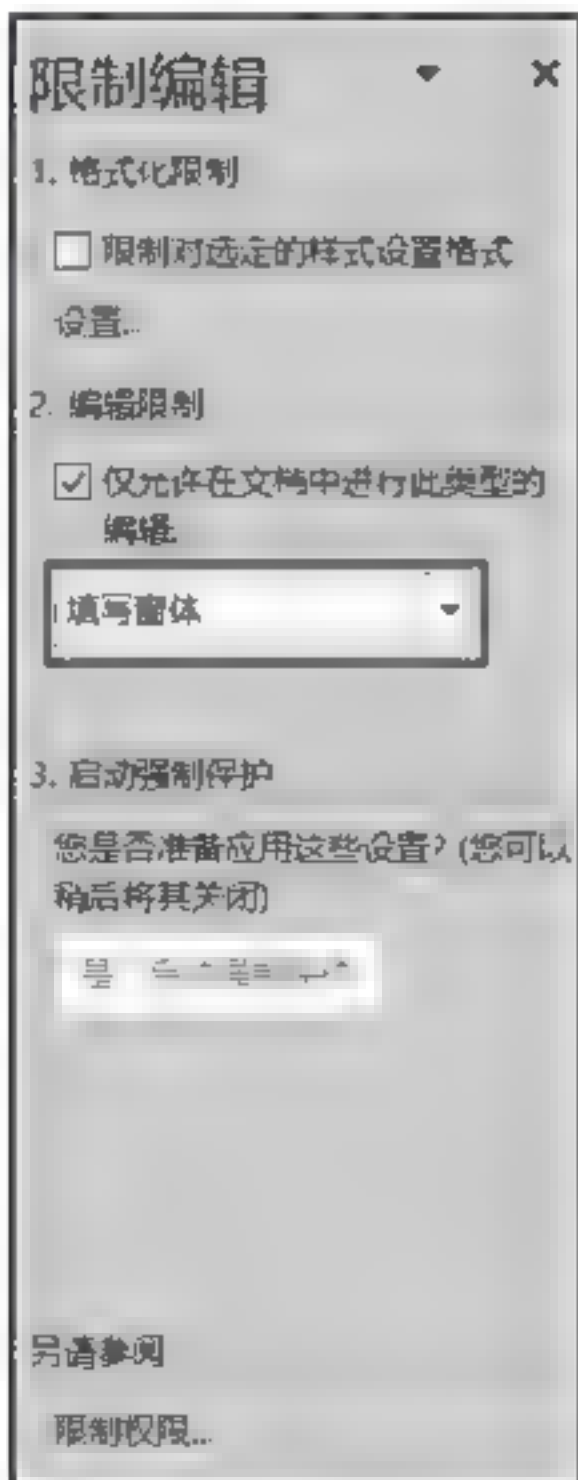 限制编辑
1. 格式化限制
限制对选定的样式设置格式
设置...
2. 编辑限制
仅允许在文档中进行此类型的
编辑:
填写窗体
3. 启动强制保护
您是否准备应用这些设置? (您可以
稍后将其关闭)
另请参阅
限制权限...